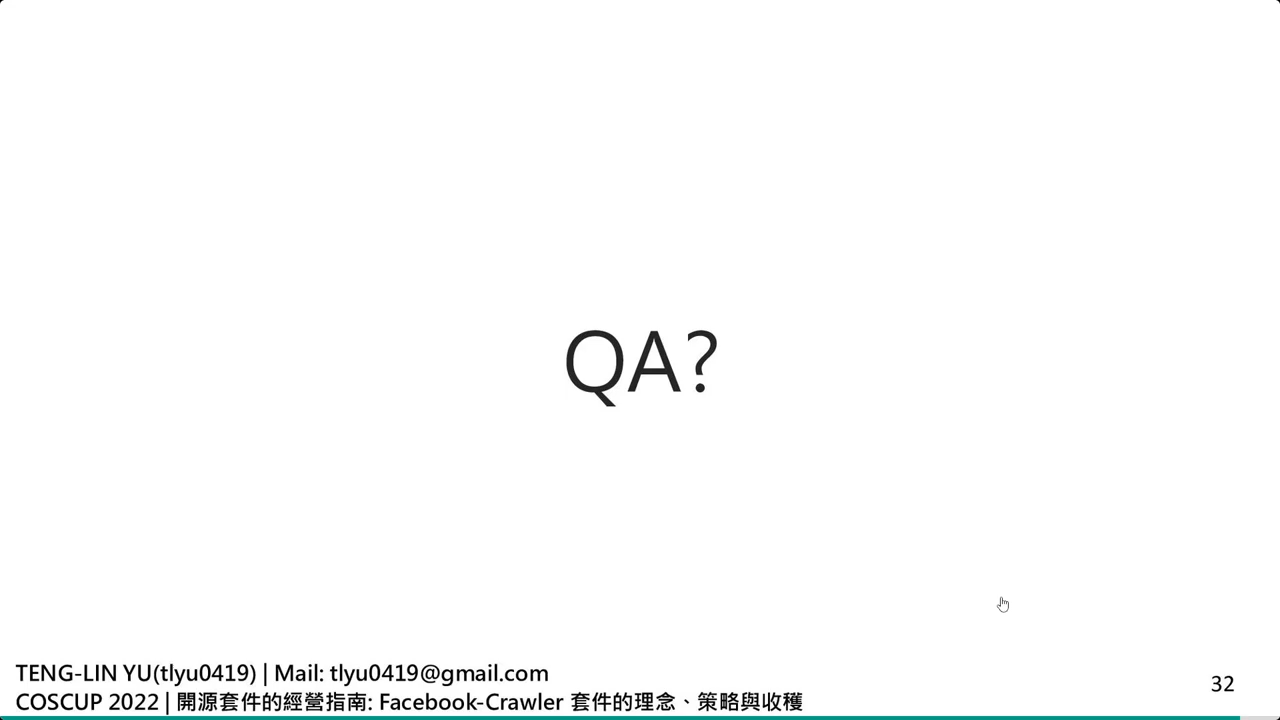 QA?
TENG-LIN YU(tlyu0419) | Mail: tlyu0419@gmail.com
COSCUP 2022 | 開源套件的經營指南: Facebook-Crawler 套件的理念、策略與收穫
32